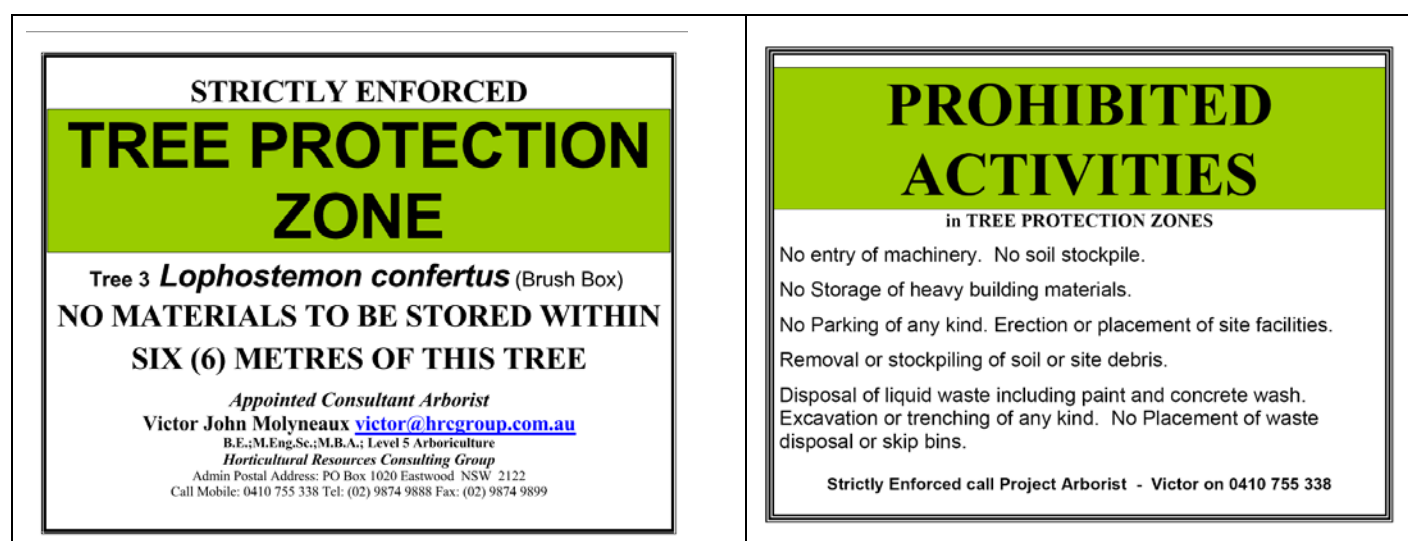 STRICTLY ENFORCED
TREE PROTECTION
ZONE
Tree 3 Lophostemon confertus (Brush Box)
NO MATERIALS TO BE STORED WITHIN
SIX (6) METRES OF THIS TREE
Appointed Consultant Arborist
Victor John Molyneaux victor@hrcgroup.com.au
B.E.;M.Eng.Sc.;M.B.A.; Level 5 Arboriculture
Horticultural Resources Consulting Group
Admin Postal Address: PO Box 1020 Eastwood NSW 2122
Call Mobile: 0410 755 338 Tel: (02) 9874 9888 Fax: (02) 9874 9899
PROHIBITED
ACTIVITIES
in TREE PROTECTION ZONES
No entry of machinery. No soil stockpile.
No Storage of heavy building materials.
No Parking of any kind. Erection or placement of site facilities.
Removal or stockpiling of soil or site debris.
Disposal of liquid waste including paint and concrete wash.
Excavation or trenching of any kind. No Placement of waste
disposal or skip bins.
Strictly Enforced call Project Arborist - Victor on 0410 755 338